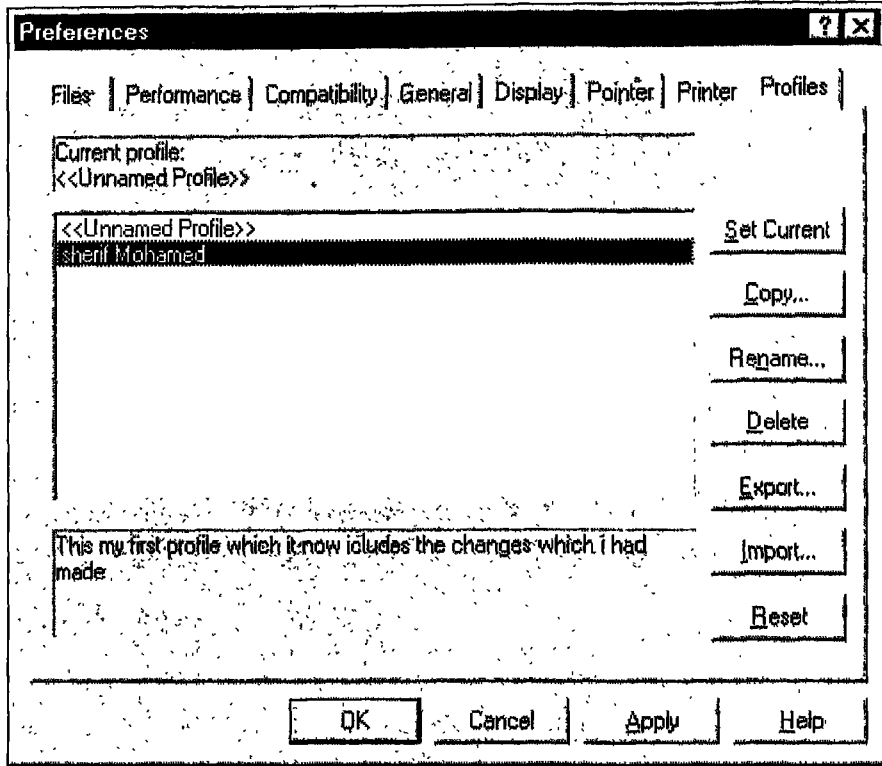 Preferences
Files Performance Compatibility General Display Pointer Printer Profiles
Current profile:
<<Unnamed Profile>>
<<Unnamed Profile>>
sherif Mohamed
Set Current
Copy...
Rename...
Delete
Export...
Import...
Reset
This my first profile which it now icludes the changes which i had
made
OK Cancel Apply Help